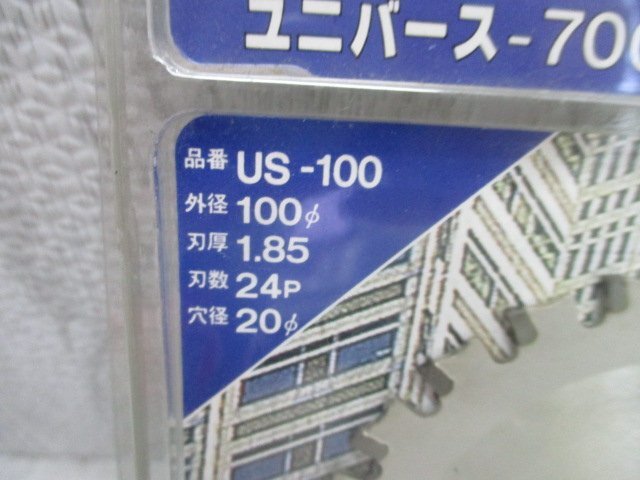 ユニバース-700
品番 US-100
外径 100φ
刃厚 1.85
刃数 24P
穴径 20φ